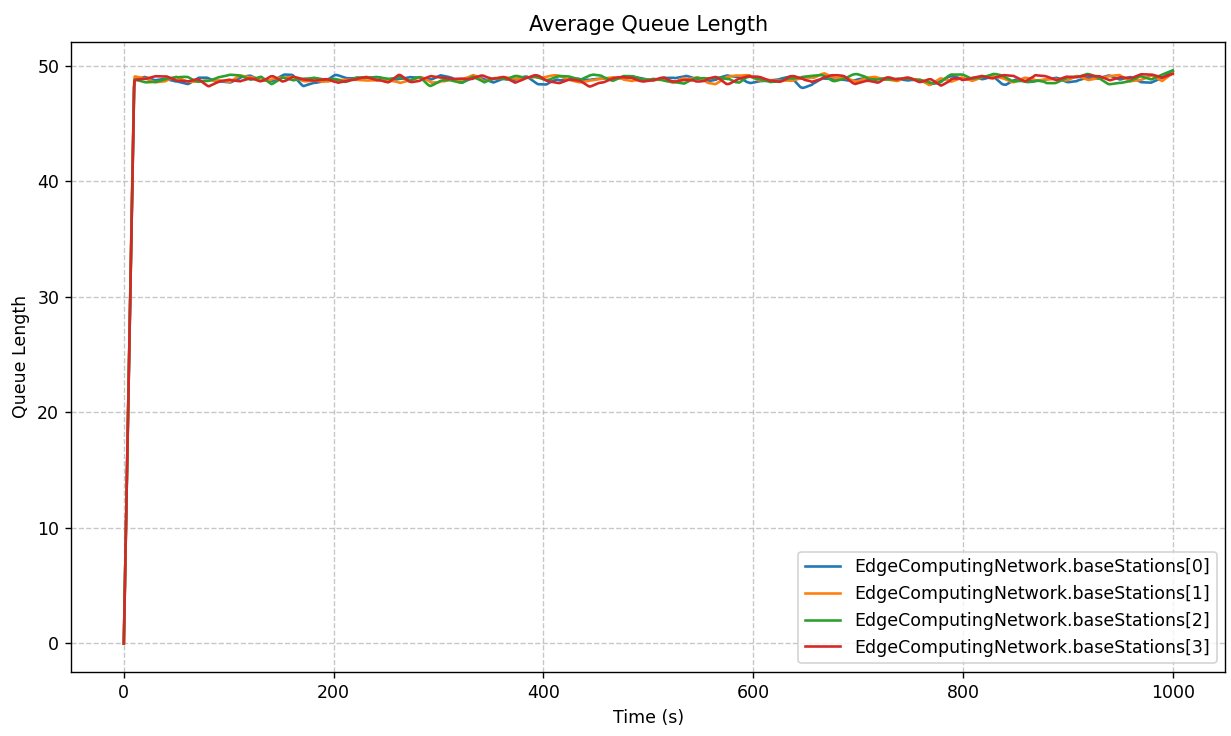 Average Queue Length
Queue Length
50
40
30
20
10
0
EdgeComputingNetwork.baseStations[0]
EdgeComputingNetwork.baseStations[1]
EdgeComputingNetwork.baseStations[2]
EdgeComputingNetwork.baseStations[3]
0 200 400 600 800 1000
Time (s)